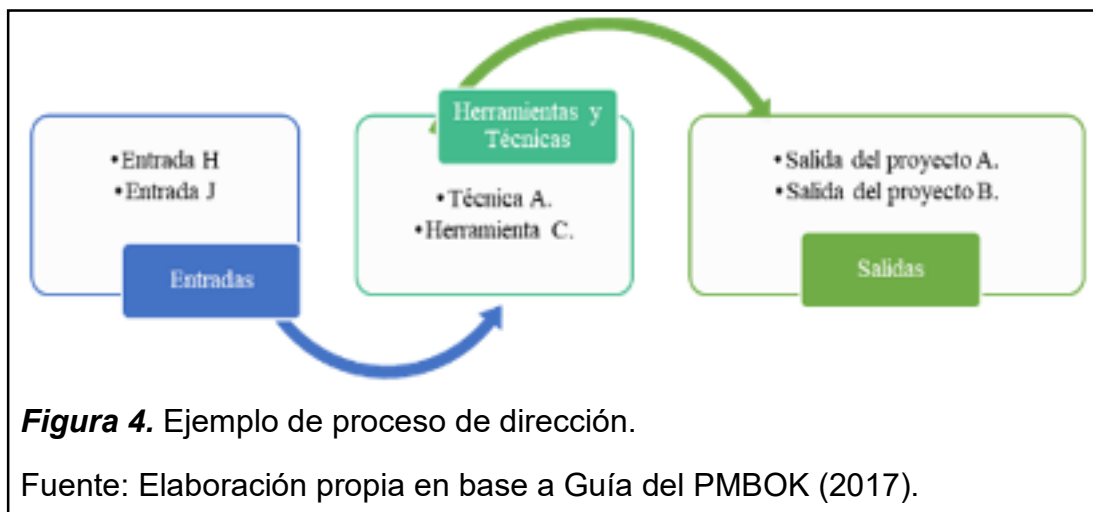 •Entrada H
•Entrada J
Entradas
Herramientas y
Técnicas
•Técnica A.
•Herramienta C.
•Salida del proyecto A.
•Salida del proyecto B.
Salidas
Figura 4. Ejemplo de proceso de dirección.
Fuente: Elaboración propia en base a Guía del PMBOK (2017).